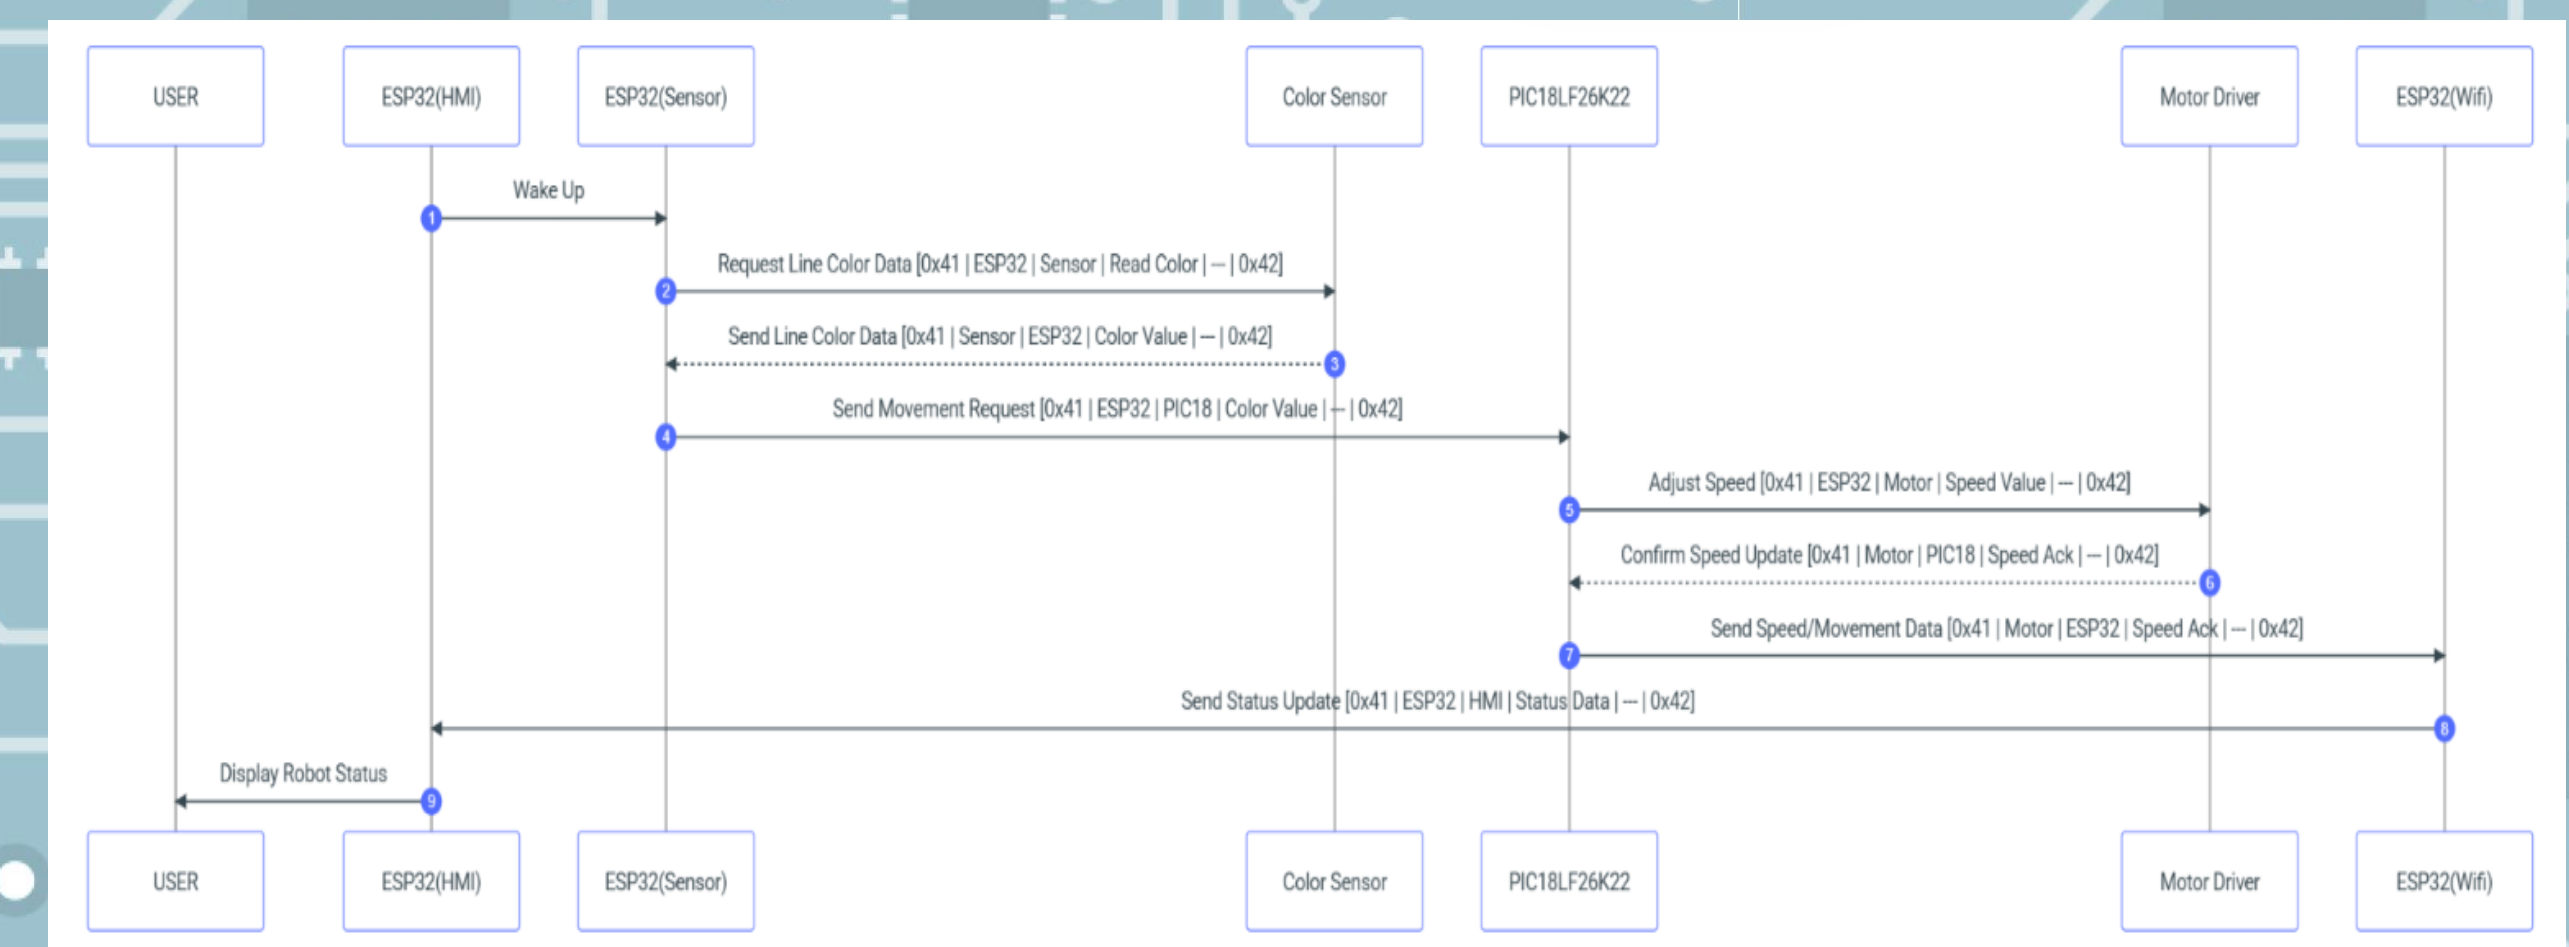 USER
ESP32(HMI)
ESP32(Sensor)
Color Sensor
PIC18LF26K22
Motor Driver
ESP32(Wifi)
Wake Up
1
Request Line Color Data [0x41 | ESP32 | Sensor | Read Color | --- | 0x42]
2
Send Line Color Data [0x41 | Sensor | ESP32 | Color Value | --- | 0x42]
3
Send Movement Request [0x41 | ESP32 | PIC18 | Color Value | --- | 0x42]
4
Adjust Speed [0x41 | ESP32 | Motor | Speed Value | --- | 0x42]
5
Confirm Speed Update [0x41 | Motor | PIC18 | Speed Ack | --- | 0x42]
6
Send Speed/Movement Data [0x41 | Motor | ESP32 | Speed Ack | --- | 0x42]
7
Send Status Update [0x41 | ESP32 | HMI | Status Data | --- | 0x42]
8
Display Robot Status
9
USER
ESP32(HMI)
ESP32(Sensor)
Color Sensor
PIC18LF26K22
Motor Driver
ESP32(Wifi)